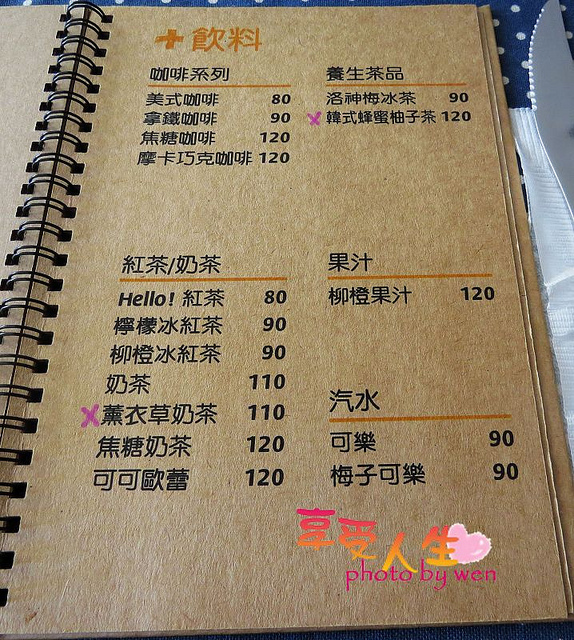 + 飲料
咖啡系列
美式咖啡 80
拿鐵咖啡 90
焦糖咖啡 120
摩卡巧克咖啡 120
養生茶品
洛神梅冰茶 90
x 韓式蜂蜜柚子茶 120
紅茶/奶茶
Hello! 紅茶 80
檸檬冰紅茶 90
柳橙冰紅茶 90
奶茶 110
x 薰衣草奶茶 110
焦糖奶茶 120
可可歐蕾 120
果汁
柳橙果汁 120
汽水
可樂 90
梅子可樂 90
享受人生
photo by wen